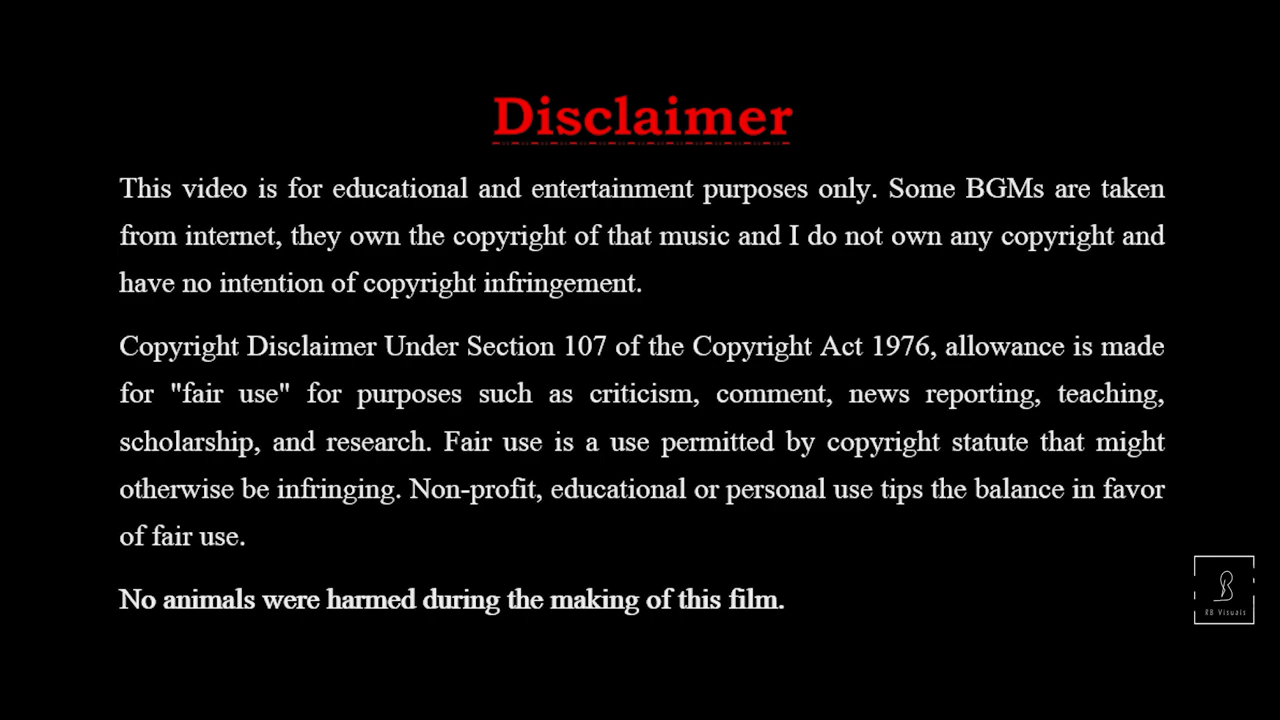 Disclaimer
This video is for educational and entertainment purposes only. Some BGMs are taken
from internet, they own the copyright of that music and I do not own any copyright and
have no intention of copyright infringement.
Copyright Disclaimer Under Section 107 of the Copyright Act 1976, allowance is made
for "fair use" for purposes such as criticism, comment, news reporting, teaching,
scholarship, and research. Fair use is a use permitted by copyright statute that might
otherwise be infringing. Non-profit, educational or personal use tips the balance in favor
of fair use.
No animals were harmed during the making of this film.
RB Visuals